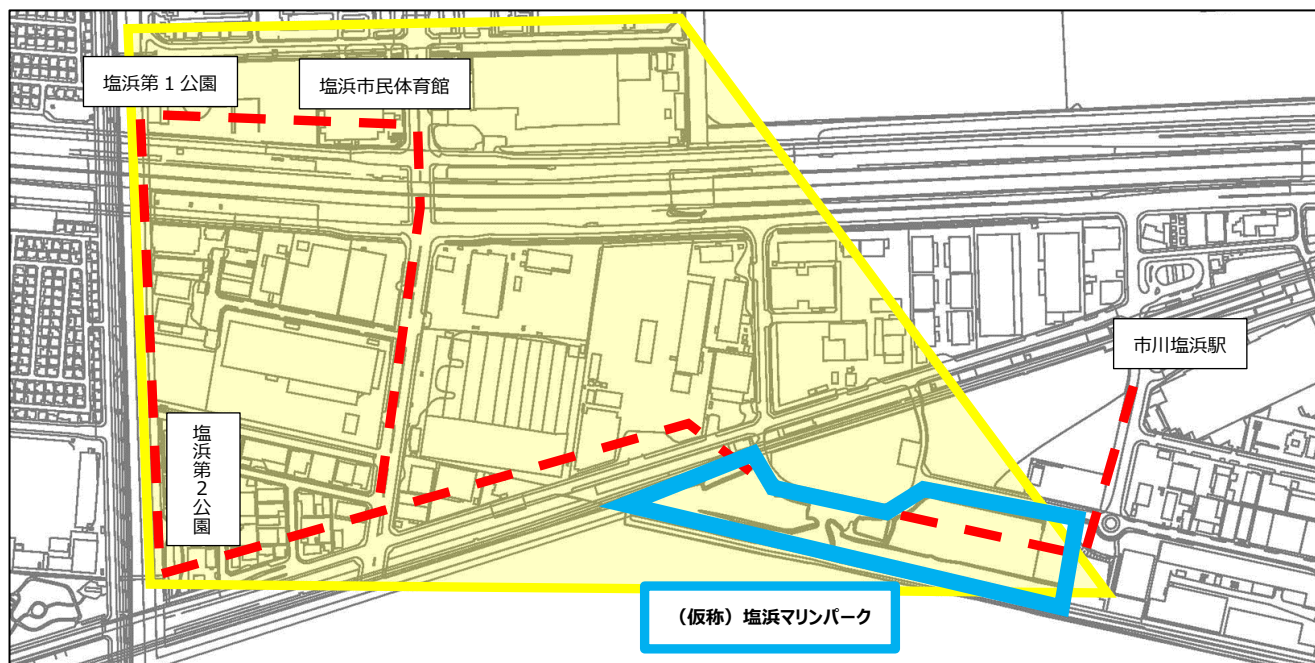 塩浜第1公園
塩浜市民体育館
市川塩浜駅
塩浜第2公園
（仮称）塩浜マリンパーク